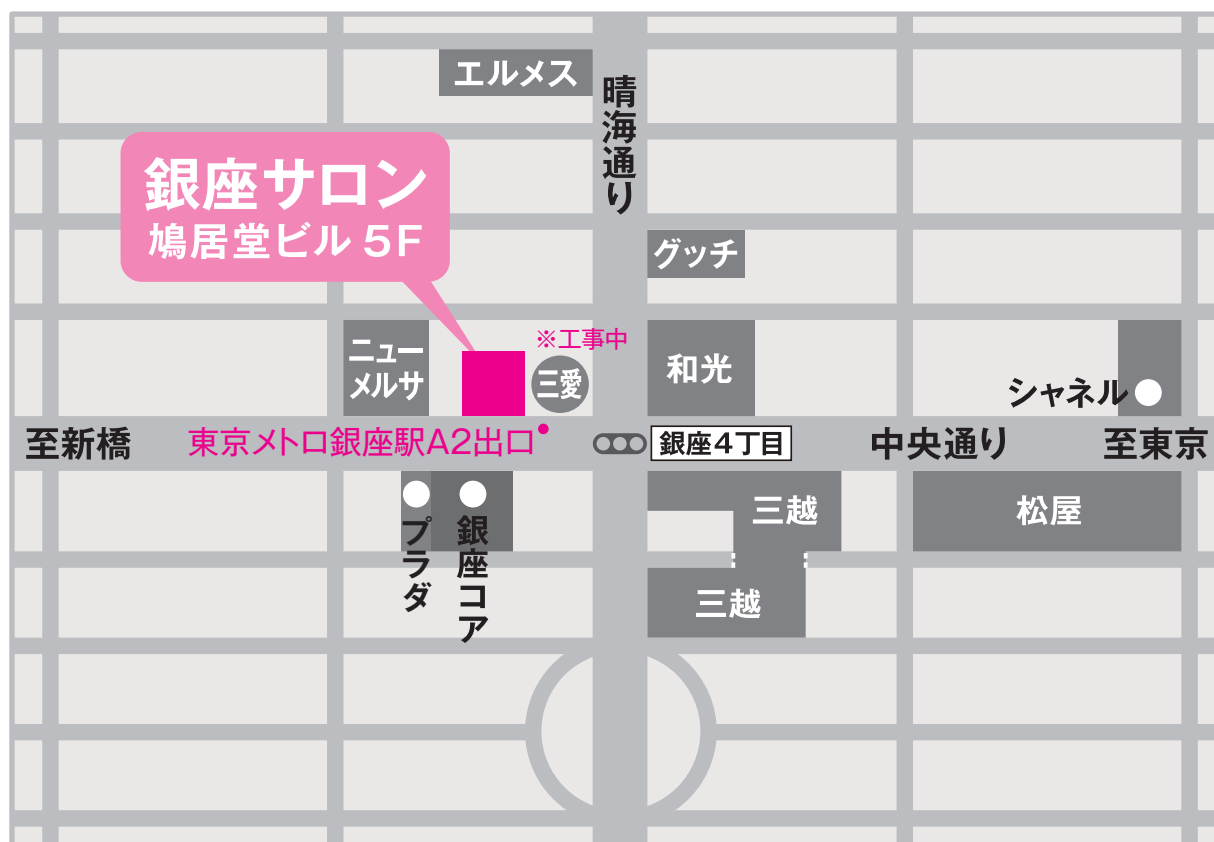 エルメス
晴海通り
銀座サロン
鳩居堂ビル 5F
グッチ
※工事中
ニュー
メルサ
三愛
和光
シャネル
至新橋
東京メトロ銀座駅A2出口
銀座4丁目
中央通り
至東京
プラダ
銀座コア
三越
松屋
三越